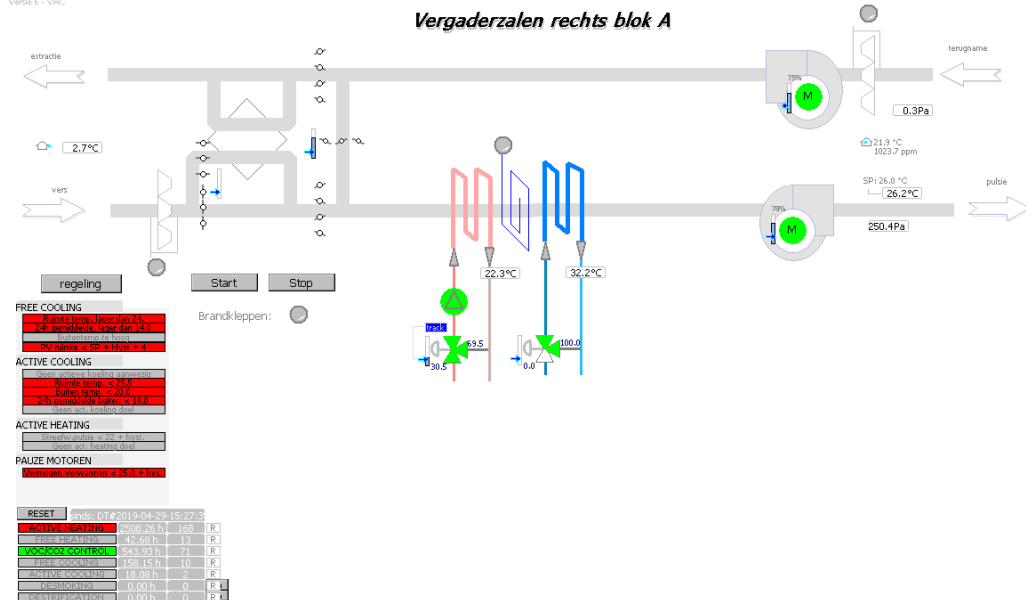 Versie 6 - VAC
Vergaderzalen rechts blok A
estractie
terugname
75%
M
0.3Pa
2.7°C
21.9 °C
1023.7 ppm
vers
SP: 26.0 °C
26.2°C
pulsie
79%
M
250.4Pa
22.3°C
32.2°C
regeling
Start
Stop
Brandkleppen:
track
69.5
30.5
100.0
0.0
FREE COOLING
Ruimte temp. lager dan 24.
24h gemiddelde. lager dan 14.0
Buitentemp.te hoog
PV ruimte < SP + Hyst + 4
ACTIVE COOLING
Geen actieve koeling aanwezig
Ruimte temp. < 25.5
Buiten temp. < 20.0
24h gemiddelde buiten < 18.0
Geen act. koeling doel
ACTIVE HEATING
Streefw.pulsie < 22 + hyst.
Geen act. heating doel
PAUZE MOTOREN
Vermogen verwarmen < 25.0 + hys.
RESET sinds: DT#2019-04-29-15:27:3
ACTIVE HEATING 2508.26 h 168 R
FREE HEATING 42.68 h 13 R
VOC/CO2 CONTROL 543.93 h 71 R
FREE COOLING 158.15 h 10 R
ACTIVE COOLING 18.08 h 2 R
DESMOKING 0.00 h 0 R
DESTRIFICATION 0.00 h 0 R